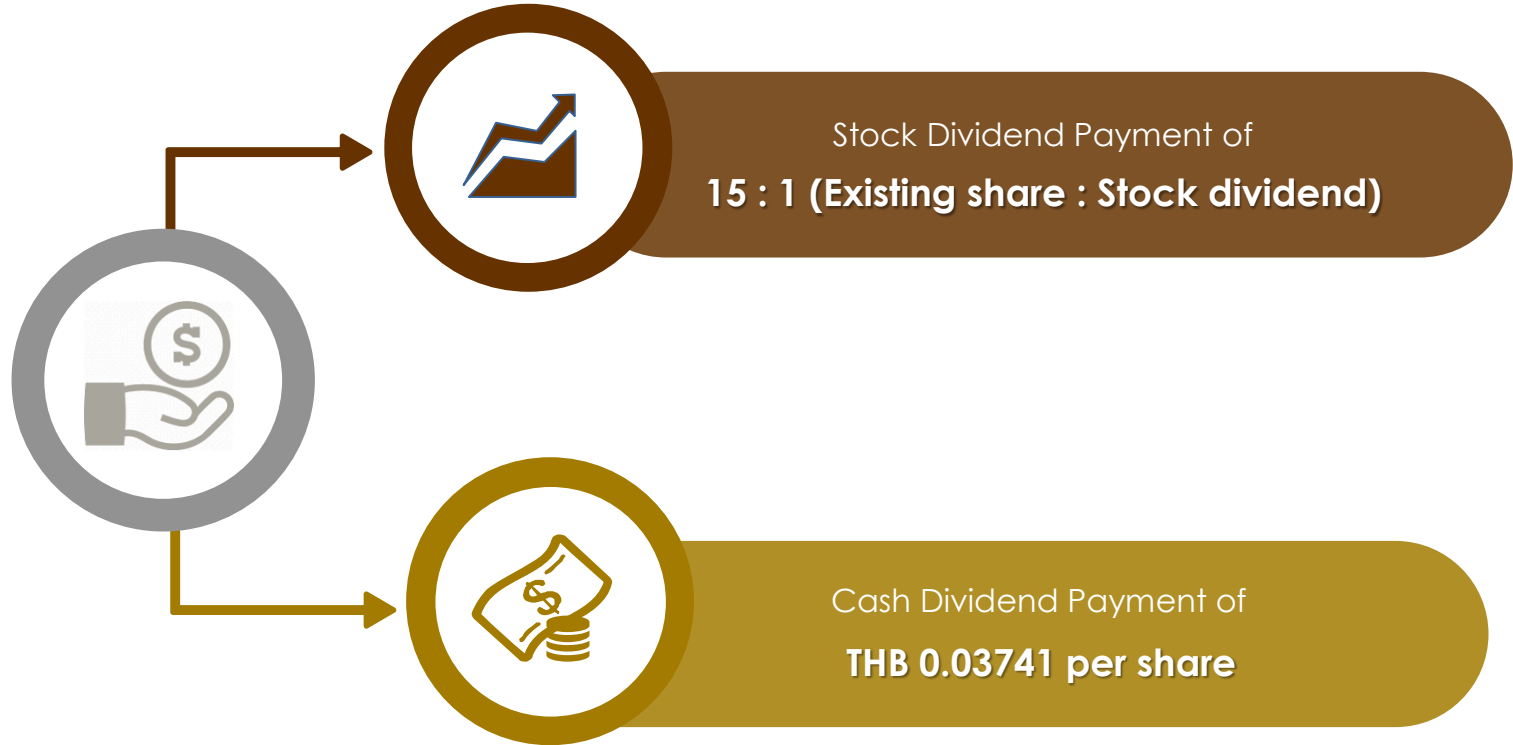 Stock Dividend Payment of
15 : 1 (Existing share : Stock dividend)
$
$
Cash Dividend Payment of
THB 0.03741 per share